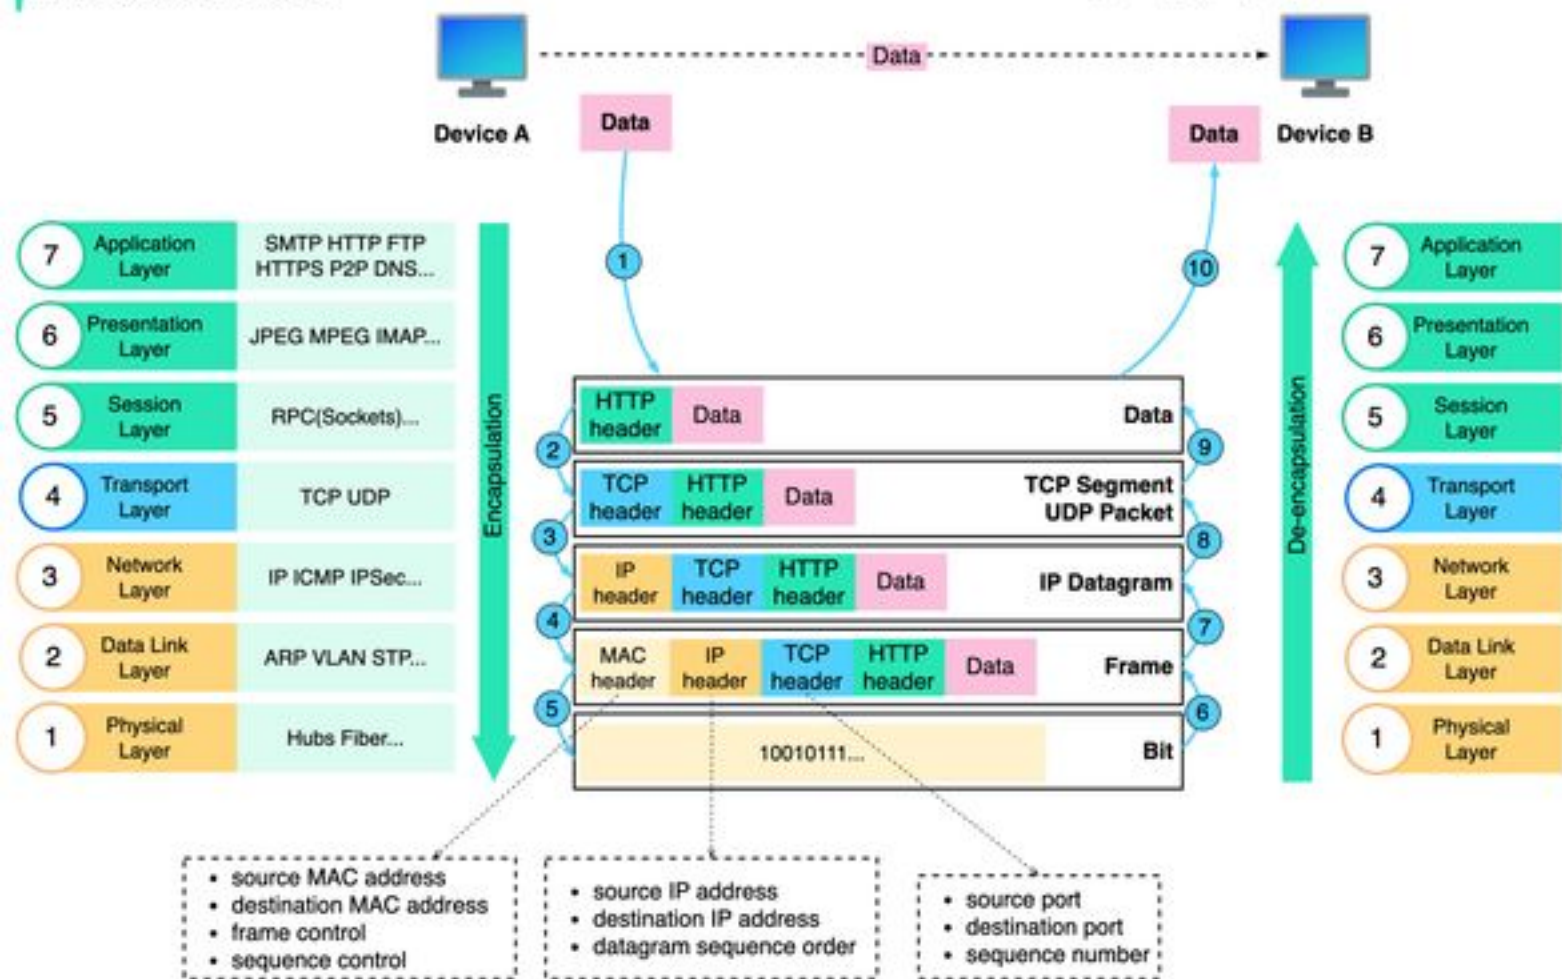 Data
Device A
Data
Data
Device B
7
Application
Layer
SMTP HTTP FTP
HTTPS P2P DNS...
6
Presentation
Layer
JPEG MPEG IMAP...
5
Session
Layer
RPC(Sockets)...
4
Transport
Layer
TCP UDP
3
Network
Layer
IP ICMP IPSec...
2
Data Link
Layer
ARP VLAN STP...
1
Physical
Layer
Hubs Fiber...
Encapsulation
1
2
3
4
5
HTTP
header
Data
Data
TCP
header
HTTP
header
Data
TCP Segment
UDP Packet
IP
header
TCP
header
HTTP
header
Data
IP Datagram
MAC
header
IP
header
TCP
header
HTTP
header
Data
Frame
10010111...
Bit
10
9
8
7
6
De-encapsulation
7
Application
Layer
6
Presentation
Layer
5
Session
Layer
4
Transport
Layer
3
Network
Layer
2
Data Link
Layer
1
Physical
Layer
• source MAC address
• destination MAC address
• frame control
• sequence control
• source IP address
• destination IP address
• datagram sequence order
• source port
• destination port
• sequence number